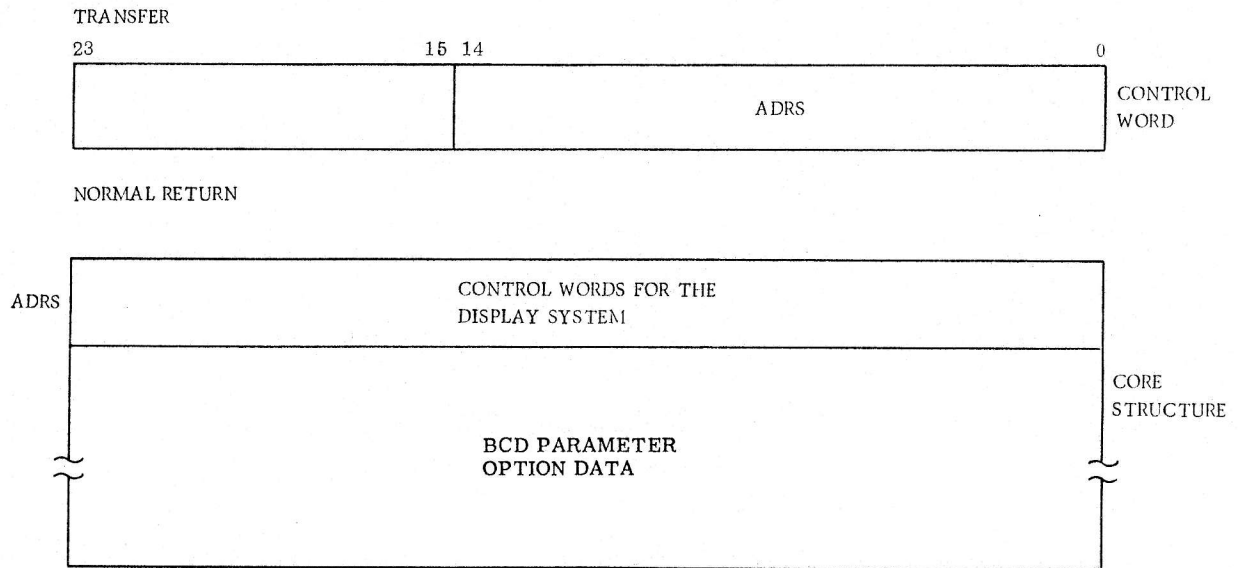 TRANSFER
23 15 14 0
ADRS
CONTROL
WORD
NORMAL RETURN
ADRS
CONTROL WORDS FOR THE
DISPLAY SYSTEM
CORE
STRUCTURE
BCD PARAMETER
OPTION DATA